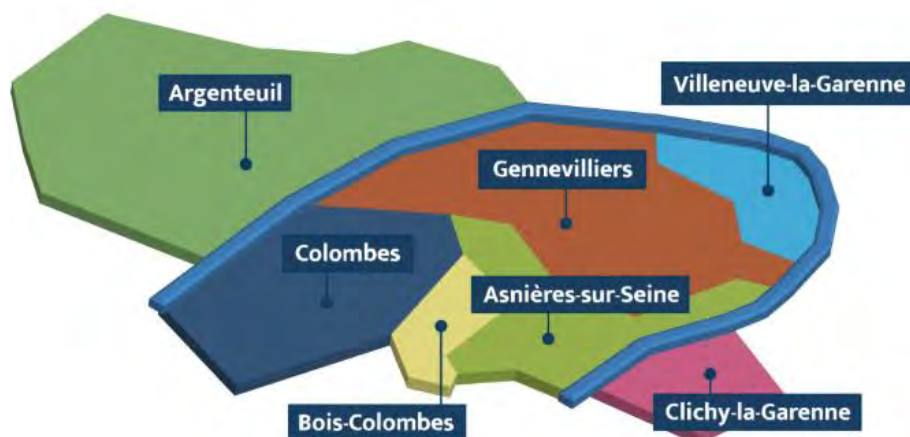 Argenteuil
Villeneuve-la-Garenne
Gennevilliers
Colombes
Asnières-sur-Seine
Bois-Colombes
Clichy-la-Garenne